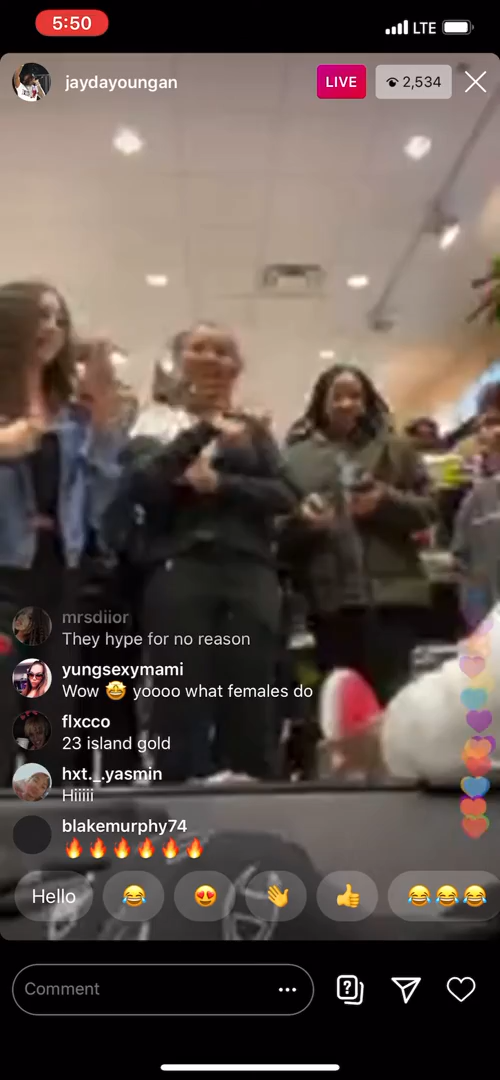 5:50
LTE
jaydayoungan
LIVE
2,534
mrsdiior
They hype for no reason
yungsexymami
Wow 🤩 yoooo what females do
flxcco
23 island gold
hxt._.yasmin
Hiiiii
blakemurphy74
🔥🔥🔥🔥🔥🔥
Hello 😂 😍 👋 👍 😂😂😂
Comment